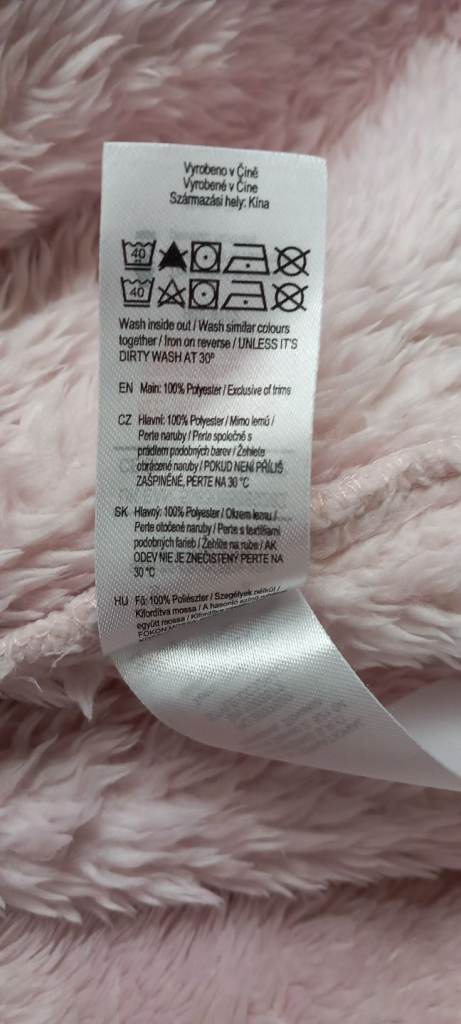 Vyrobeno v Číně
Vyrobené v Číne
Származási hely: Kína
40
40
Wash inside out / Wash similar colours
together / Iron on reverse / UNLESS IT'S
DIRTY WASH AT 30°
EN Main: 100% Polyester / Exclusive of trims
CZ Hlavní: 100% Polyester / Mimo lemů /
Perte naruby / Perte společně s
prádlem podobných barev / Žehlete
obrácené naruby / POKUD NENÍ PŘÍLIŠ
ZAŠPINĚNÉ, PERTE NA 30 °C
SK Hlavný: 100% Polyester / Okrem lemu /
Perte otočené naruby / Perte s textíliami
podobných farieb / Žehlite na rube / AK
ODEV NIE JE ZNEČISTENÝ PERTE NA
30 °C
HU Fő: 100% Poliészter / Szegélyek nélkül /
Kifordítva mossa / A hasonló színű
együtt mossa / Kifordítva
FOKON